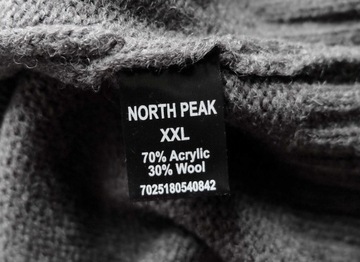 NORTH PEAK
XXL
70% Acrylic
30% Wool
7025180540842